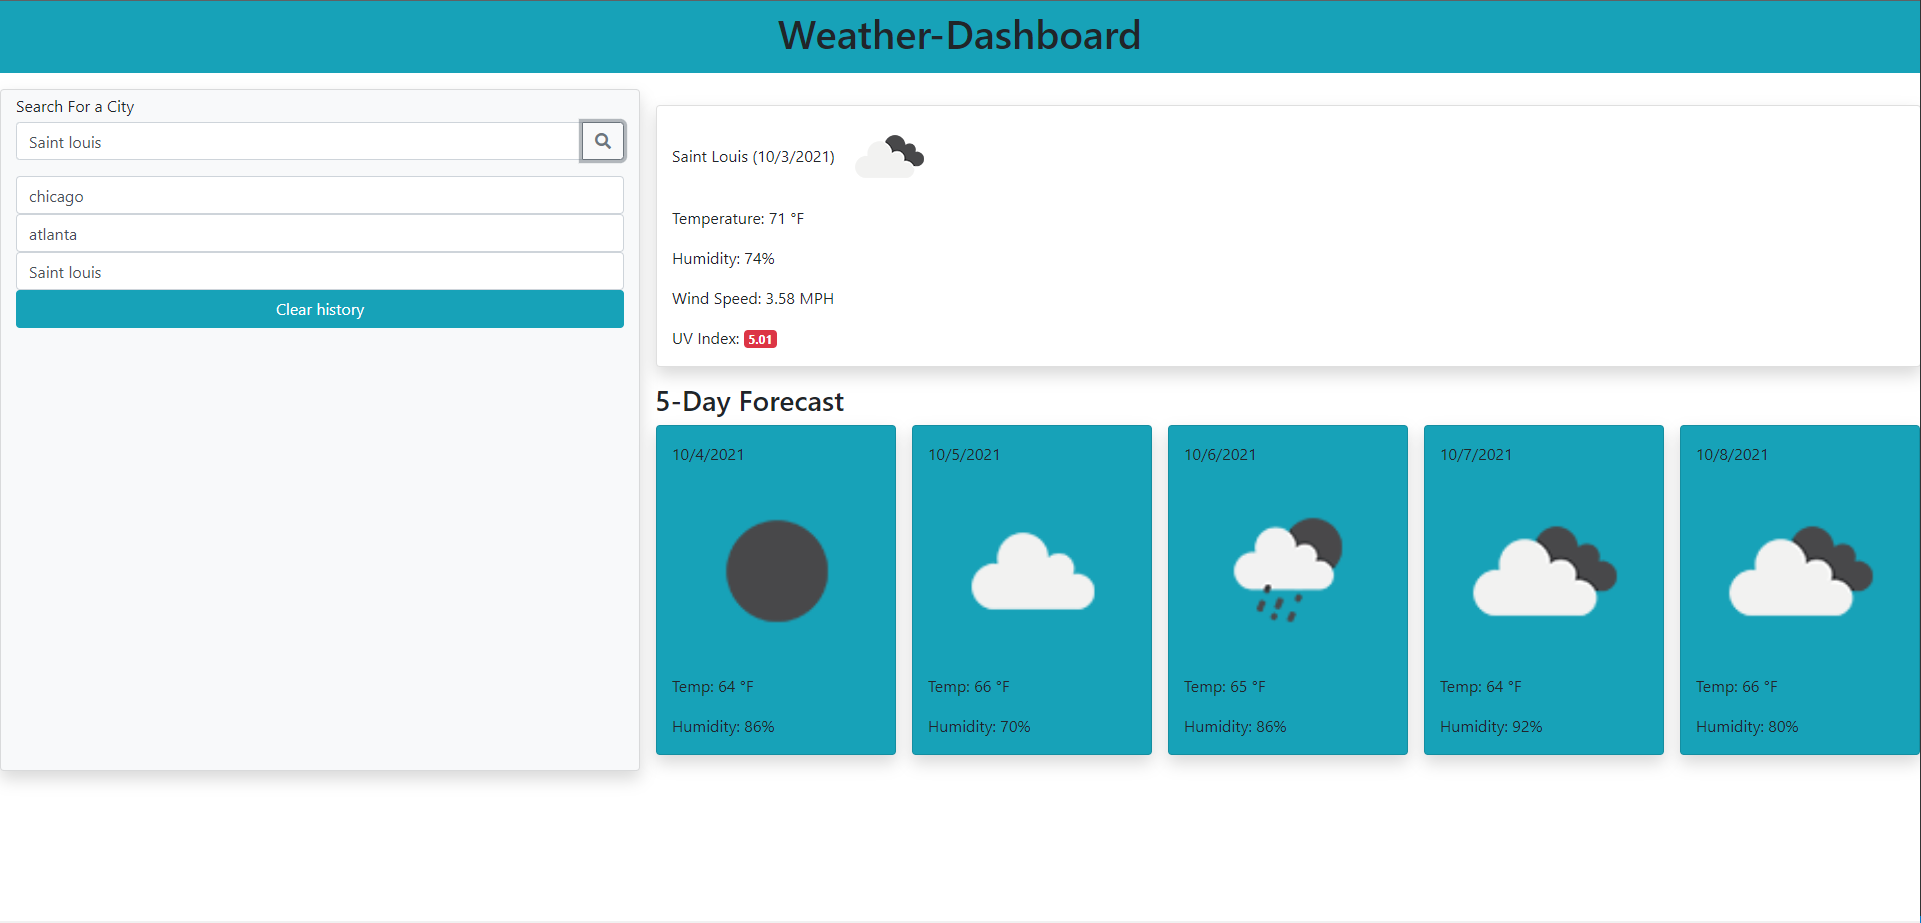 Weather-Dashboard
Search For a City
Saint louis
chicago
atlanta
Saint louis
Clear history
Saint Louis (10/3/2021)
Temperature: 71 °F
Humidity: 74%
Wind Speed: 3.58 MPH
UV Index: 5.01
5-Day Forecast
10/4/2021
Temp: 64 °F
Humidity: 86%
10/5/2021
Temp: 66 °F
Humidity: 70%
10/6/2021
Temp: 65 °F
Humidity: 86%
10/7/2021
Temp: 64 °F
Humidity: 92%
10/8/2021
Temp: 66 °F
Humidity: 80%